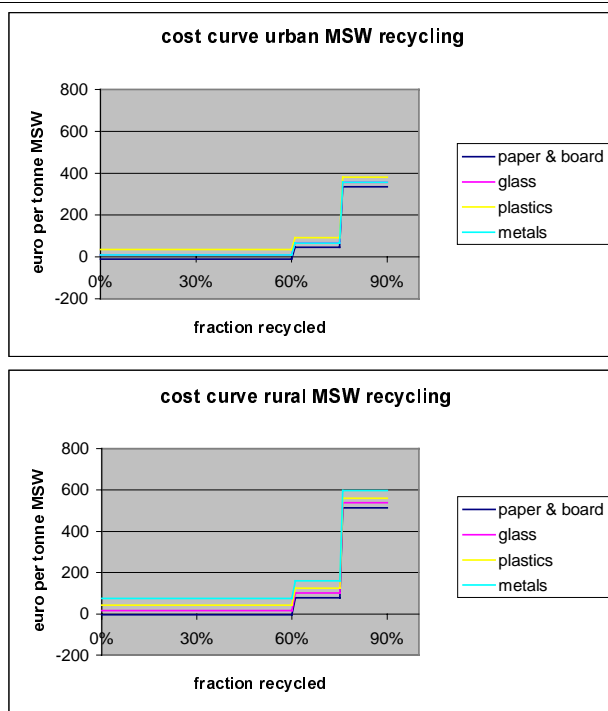 cost curve urban MSW recycling
800
600
400
200
0
-200
0% 30% 60% 90%
euro per tonne MSW
fraction recycled
paper & board
glass
plastics
metals
cost curve rural MSW recycling
800
600
400
200
0
-200
0% 30% 60% 90%
euro per tonne MSW
fraction recycled
paper & board
glass
plastics
metals